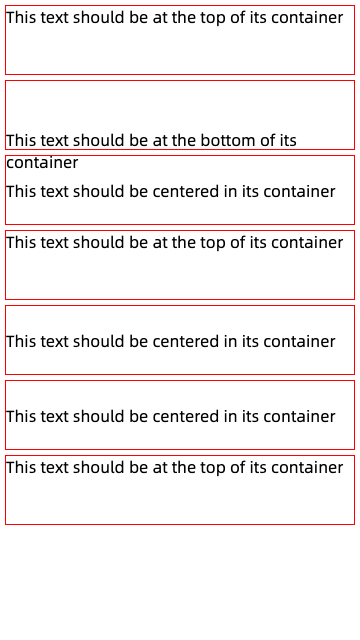 This text should be at the top of its container
This text should be at the bottom of its
container
This text should be centered in its container
This text should be at the top of its container
This text should be centered in its container
This text should be centered in its container
This text should be at the top of its container